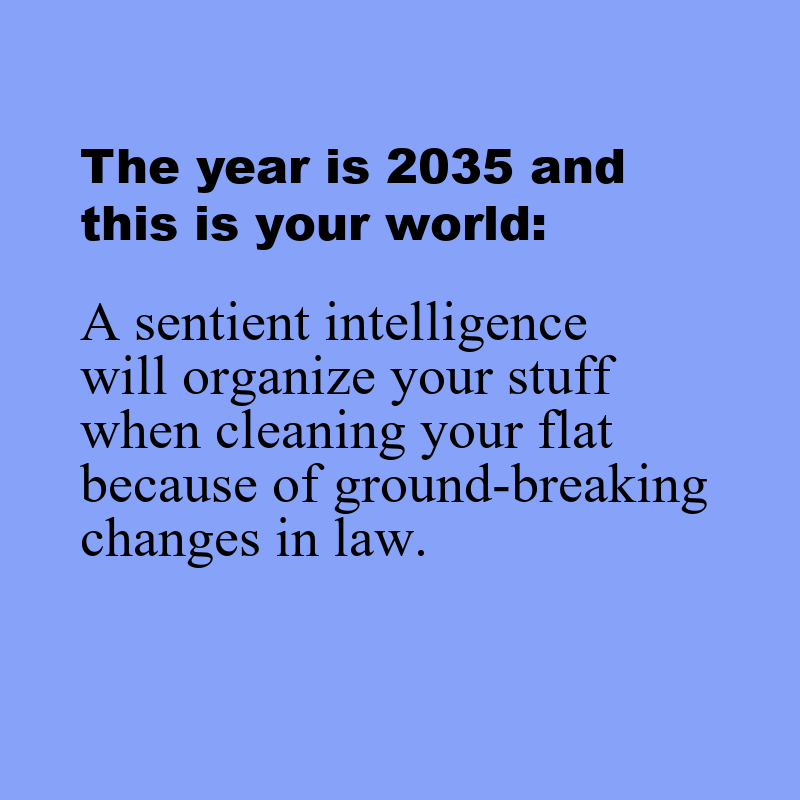 The year is 2035 and
this is your world:
A sentient intelligence
will organize your stuff
when cleaning your flat
because of ground-breaking
changes in law.